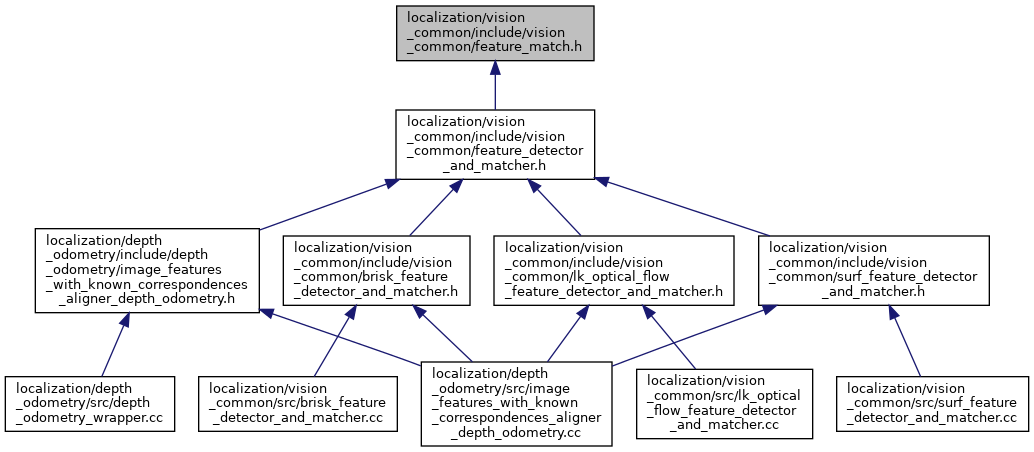 localization/vision
_common/include/vision
_common/feature_match.h
localization/vision
_common/include/vision
_common/feature_detector
_and_matcher.h
localization/depth
_odometry/include/depth
_odometry/image_features
_with_known_correspondences
_aligner_depth_odometry.h
localization/vision
_common/include/vision
_common/brisk_feature
_detector_and_matcher.h
localization/vision
_common/include/vision
_common/lk_optical_flow
_feature_detector_and_matcher.h
localization/vision
_common/include/vision
_common/surf_feature_detector
_and_matcher.h
localization/depth
_odometry/src/depth
_odometry_wrapper.cc
localization/vision
_common/src/brisk_feature
_detector_and_matcher.cc
localization/depth
_odometry/src/image
_features_with_known
_correspondences_aligner
_depth_odometry.cc
localization/vision
_common/src/lk_optical
_flow_feature_detector
_and_matcher.cc
localization/vision
_common/src/surf_feature
_detector_and_matcher.cc